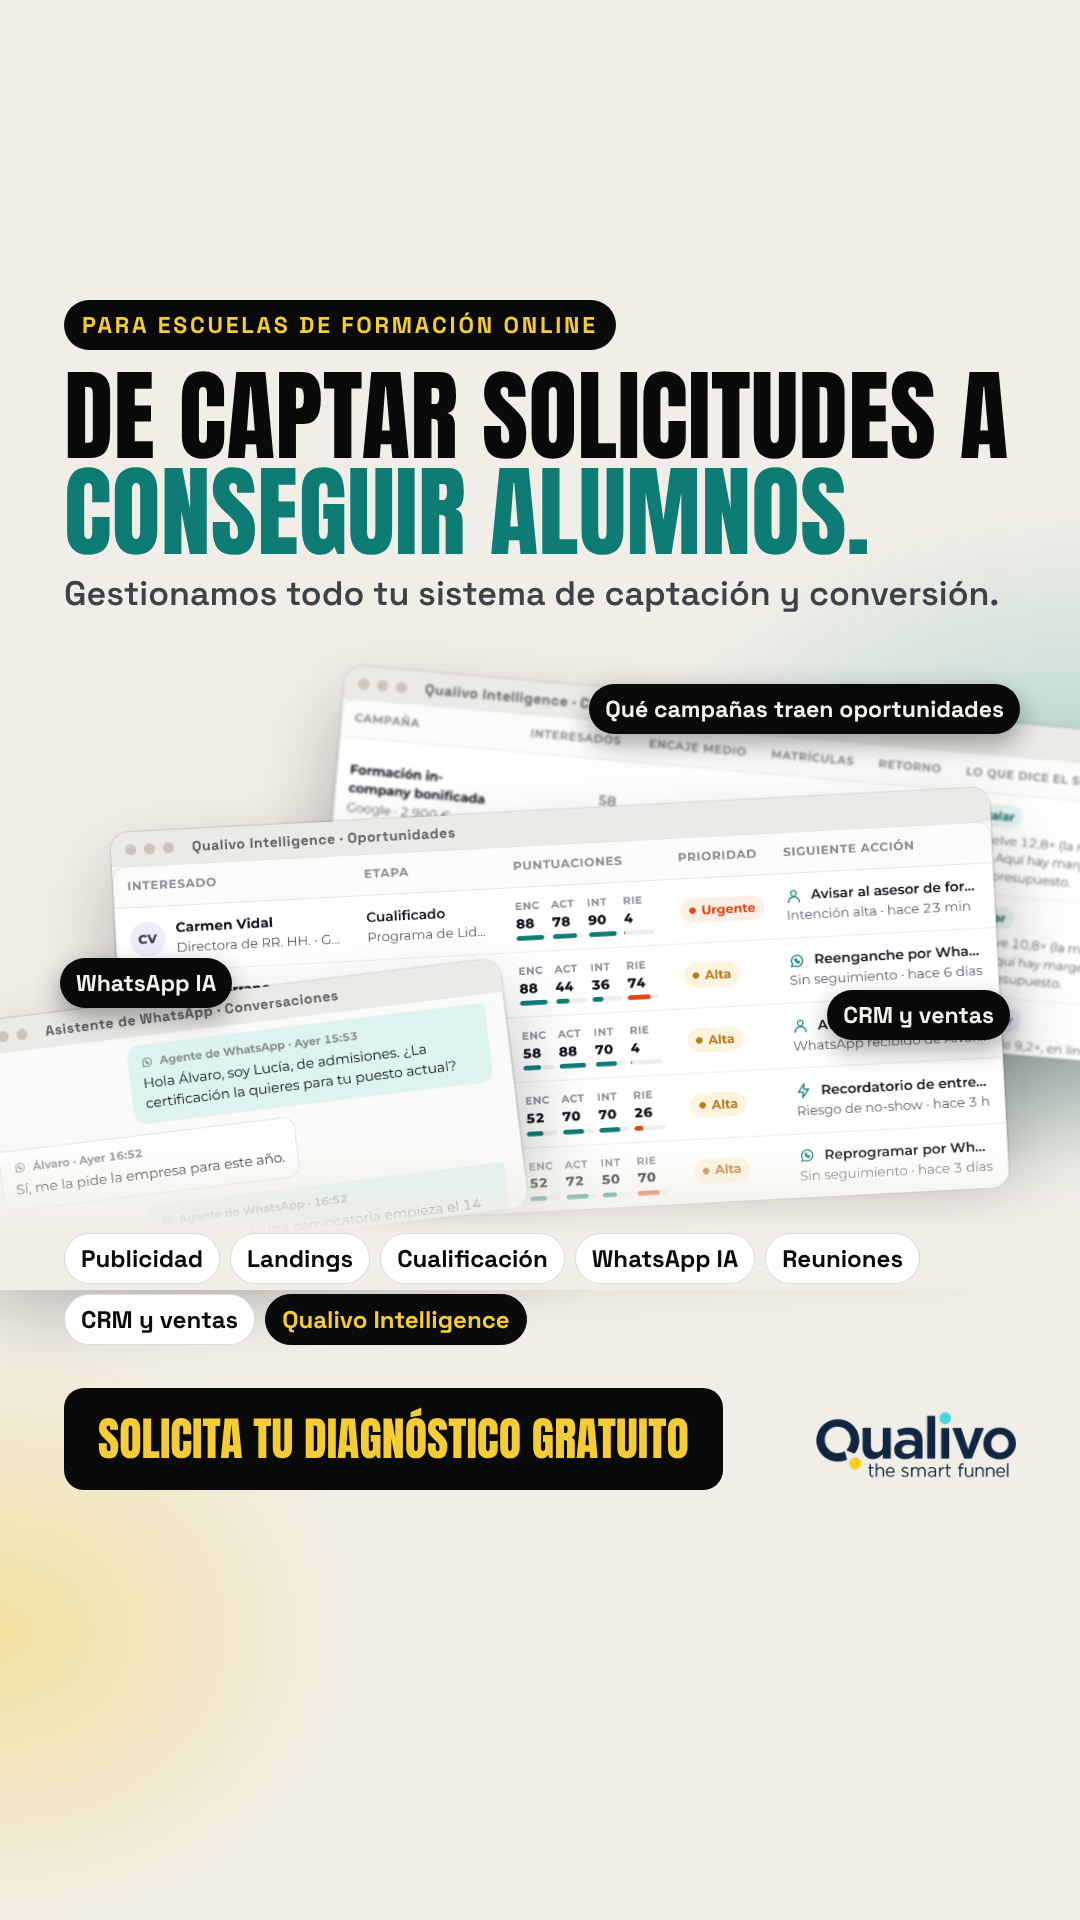 PARA ESCUELAS DE FORMACIÓN ONLINE
DE CAPTAR SOLICITUDES A
CONSEGUIR ALUMNOS.
Gestionamos todo tu sistema de captación y conversión.
Qualivo Intelligence · C
Qué campañas traen oportunidades
CAMPAÑA INTERESADOS ENCAJE MEDIO MATRÍCULAS RETORNO LO QUE DICE EL S
Formación in-
company bonificada
58
Google · 2.900 €
Qualivo Intelligence · Oportunidades
INTERESADO ETAPA PUNTUACIONES PRIORIDAD SIGUIENTE ACCIÓN
CV Carmen Vidal Cualificado ENC ACT INT RIE Urgente Avisar al asesor de for...
Directora de RR. HH. · G... Programa de Lid... 88 78 90 4 Intención alta · hace 23 min
ENC ACT INT RIE Alta Reenganche por Wha...
88 44 36 74 Sin seguimiento · hace 6 días
WhatsApp IA
CRM y ventas
ENC ACT INT RIE Alta
58 88 70 4 WhatsApp recibido de
ENC ACT INT RIE Alta Recordatorio de entre...
52 70 70 26 Riesgo de no-show · hace 3 h
ENC ACT INT RIE Alta Reprogramar por Wh...
52 72 50 70 Sin seguimiento · hace 3 días
Asistente de WhatsApp · Conversaciones
Agente de WhatsApp · Ayer 15:53
Hola Álvaro, soy Lucía, de admisiones. ¿La
certificación la quieres para tu puesto actual?
Álvaro · Ayer 16:52
Sí, me la pide la empresa para este año.
Agente de WhatsApp · 16:52
convocatoria empieza el 14
Publicidad
Landings
Cualificación
WhatsApp IA
Reuniones
CRM y ventas
Qualivo Intelligence
SOLICITA TU DIAGNÓSTICO GRATUITO
Qualivo
the smart funnel